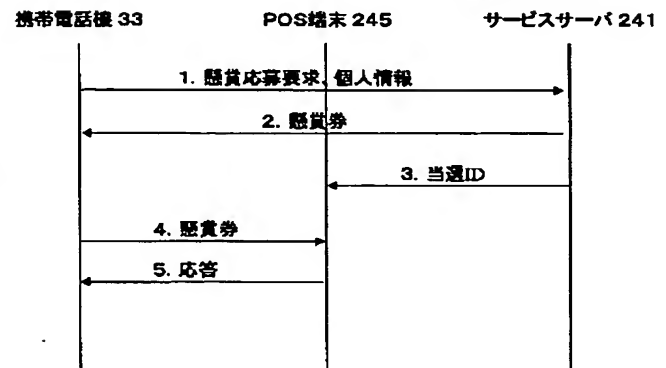 携帯電話機 33 POS端末 245 サービスサーバ 241
1. 懸賞応募要求、個人情報
2. 懸賞券
3. 当選ID
4. 懸賞券
5. 応答